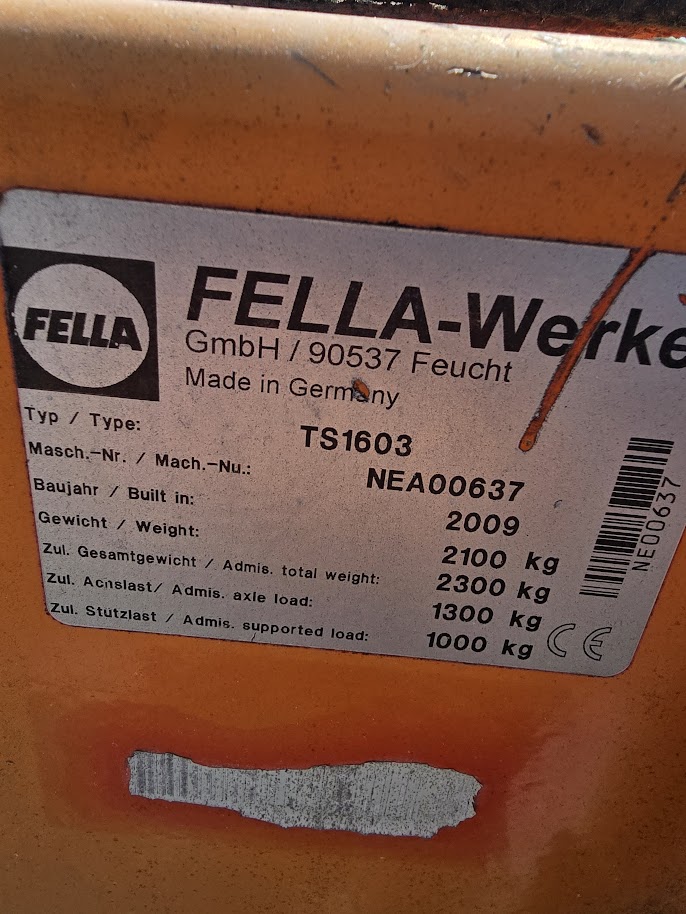 FELLA
FELLA-Werke
GmbH / 90537 Feucht
Made in Germany
Typ / Type: TS1603
Masch.-Nr. / Mach.-Nu.: NEA00637
Baujahr / Built in: 2009
Gewicht / Weight: 2100 kg
Zul. Gesamtgewicht / Admis. total weight: 2300 kg
Zul. Achslast/ Admis. axle load: 1300 kg
Zul. Stützlast / Admis. supported load: 1000 kg
CE
NE00637